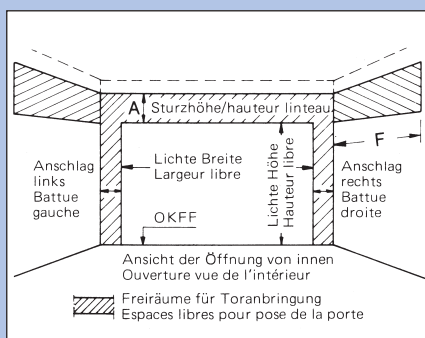 A
Sturzhöhe/hauteur linteau
F
Anschlag
links
Battue
gauche
Lichte Breite
Largeur libre
Lichte Höhe
Hauteur libre
Anschlag
rechts
Battue
droite
OKFF
Ansicht der Öffnung von innen
Ouverture vue de l'intérieur
Freiräume für Toranbringung
Espaces libres pour pose de la porte